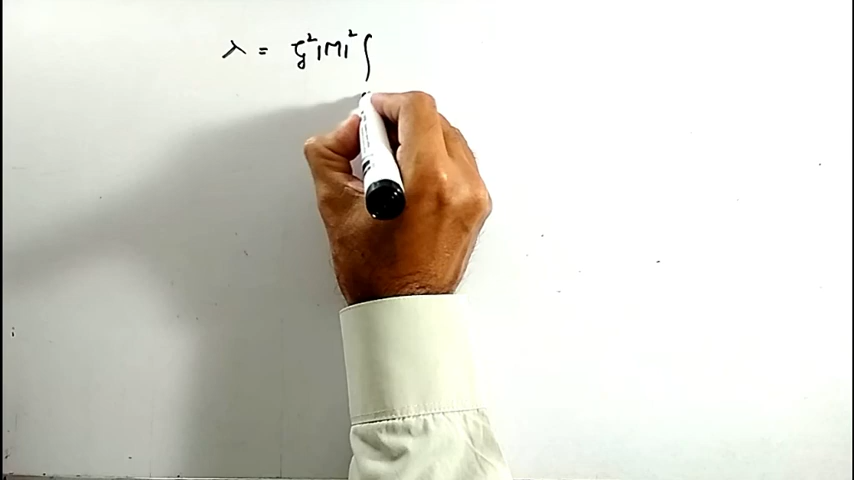 λ = g²|M|² ∫